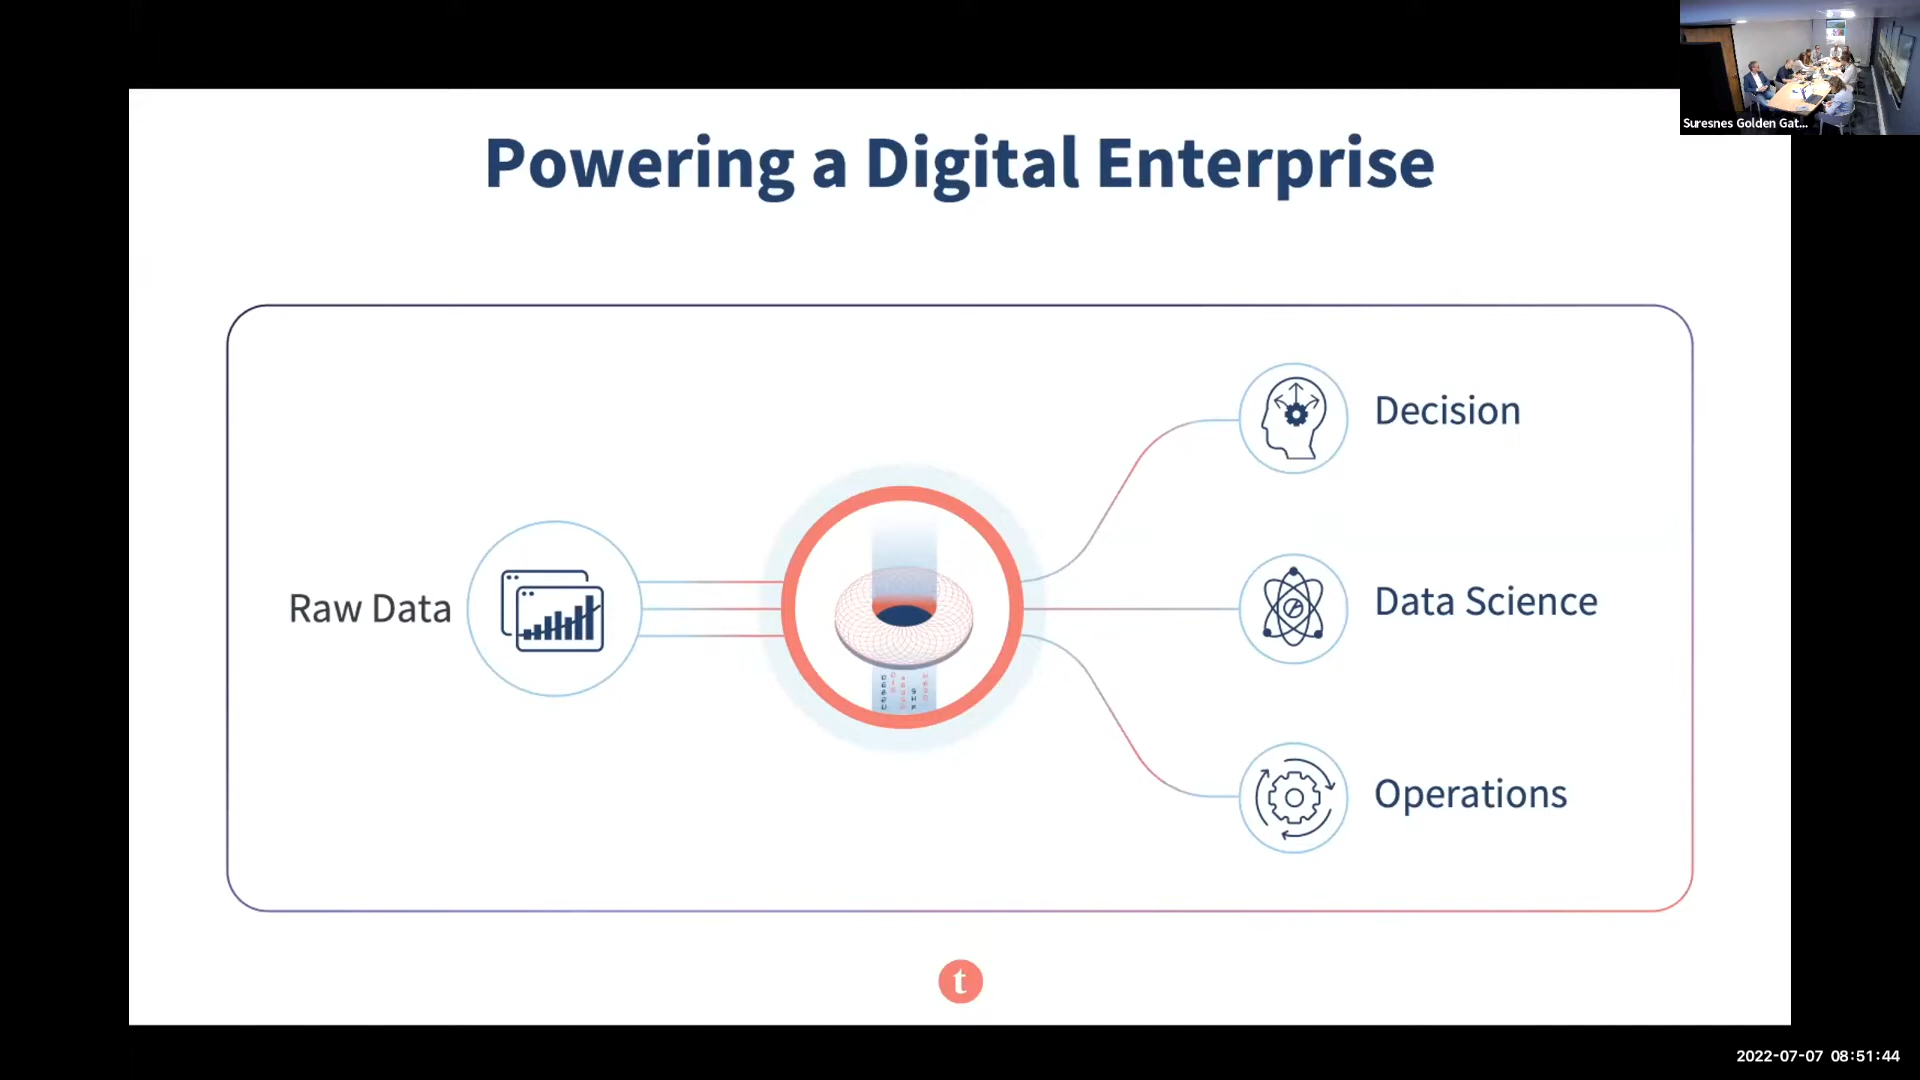 Suresnes Golden Gat...
Powering a Digital Enterprise
Decision
Raw Data
Data Science
Operations
t
2022-07-07 08:51:44